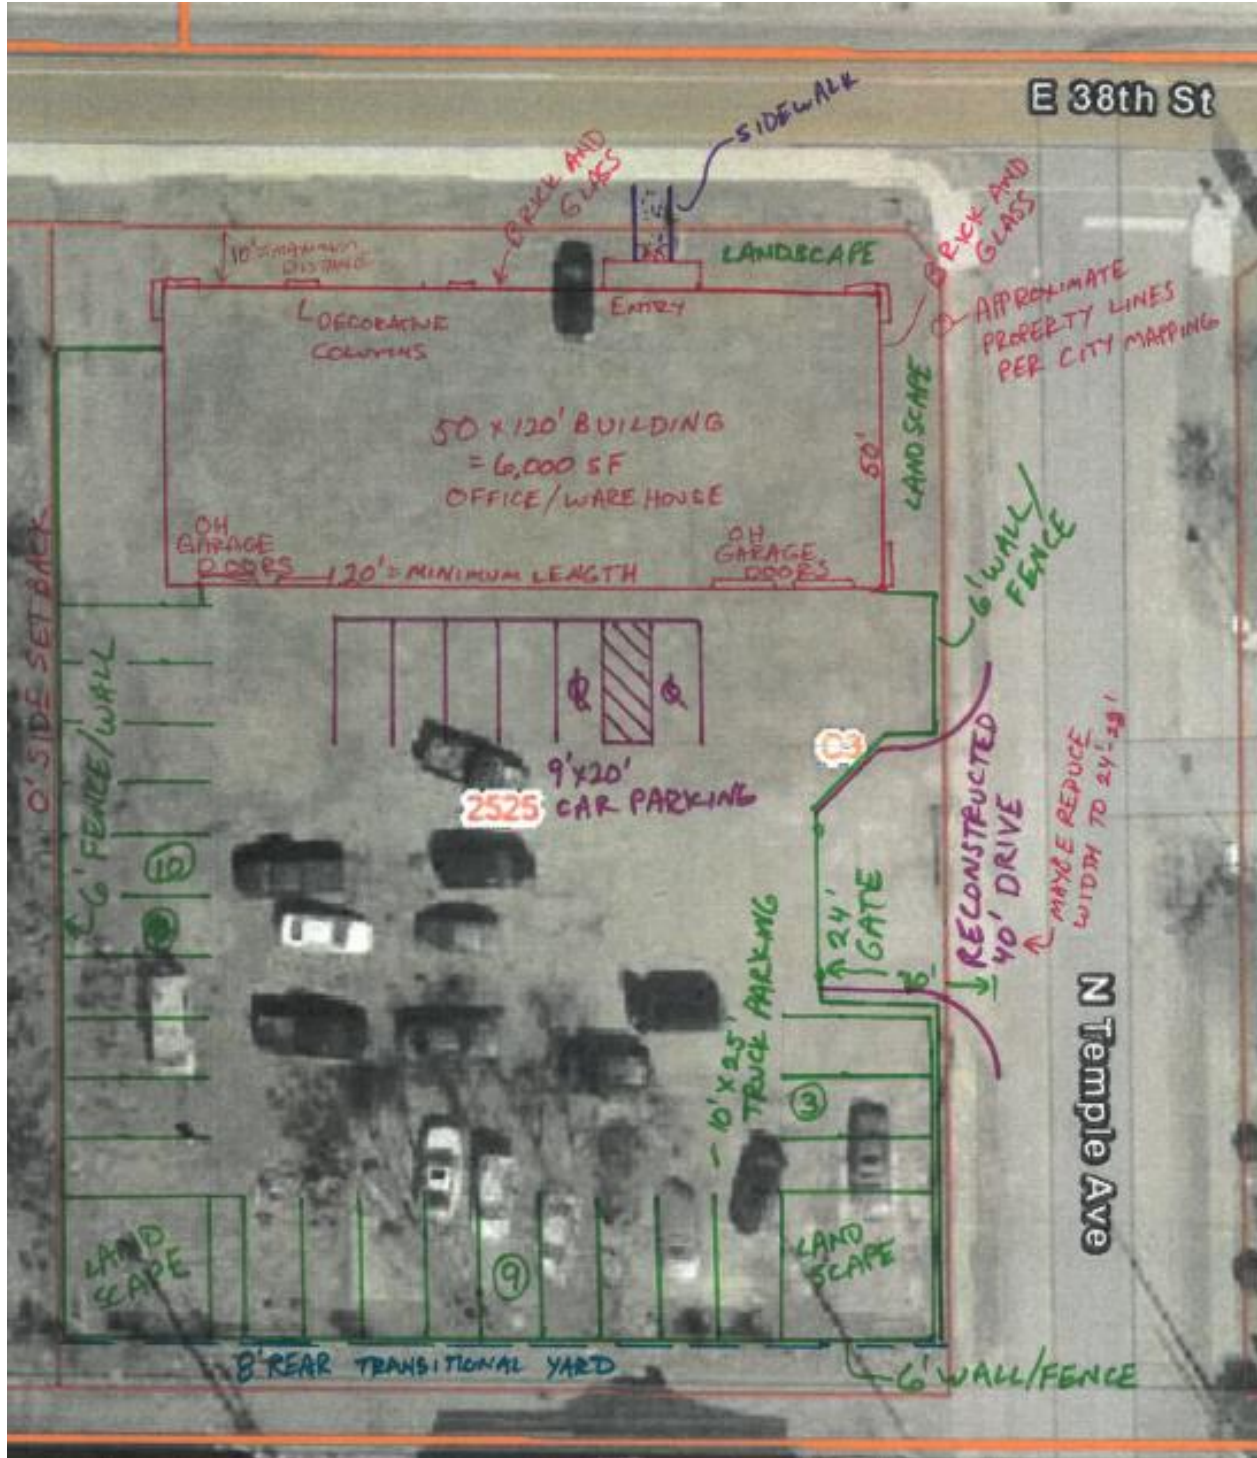 E 38th St
SIDEWALK
BRICK AND
GLASS
BRICK AND
GLASS
10'=MAXIMUM
DISTANCE
LANDSCAPE
ENTRY
DECORATIVE
COLUMNS
APPROXIMATE
PROPERTY LINES
PER CITY MAPPING
50 x 120' BUILDING
= 6,000 SF
OFFICE/WAREHOUSE
50'
LANDSCAPE
OH
GARAGE
DOORS
120'=MINIMUM LENGTH
OH
GARAGE
DOORS
6' WALL/
FENCE
0' SIDE SETBACK
6' FENCE/WALL
C3
9'x20'
CAR PARKING
2525
RECONSTRUCTED
40' DRIVE
MAYBE REDUCE
WIDTH TO 24'-28'
10
24'
GATE
10'x25'
TRUCK PARKING
3
N Temple Ave
LAND
SCAPE
9
LAND
SCAPE
8' REAR TRANSITIONAL YARD
6' WALL/FENCE